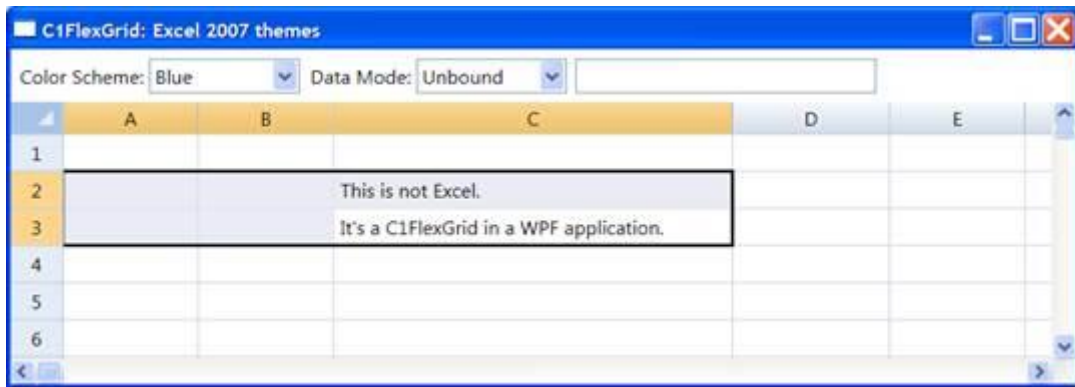 C1FlexGrid: Excel 2007 themes
Color Scheme: Blue Data Mode: Unbound
A B C D E
1
2 This is not Excel.
3 It's a C1FlexGrid in a WPF application.
4
5
6